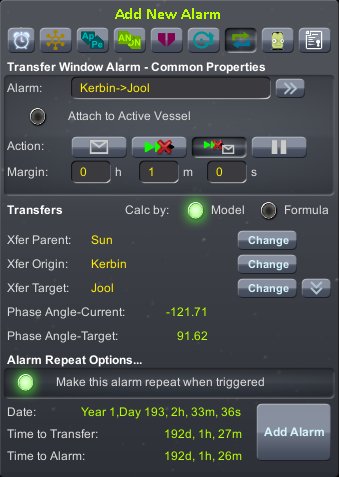 Add New Alarm
Ap Pe AN DN
Transfer Window Alarm - Common Properties
Alarm: Kerbin->Jool
Attach to Active Vessel
Action:
Margin: 0 h 1 m 0 s
Transfers Calc by: Model Formula
Xfer Parent: Sun Change
Xfer Origin: Kerbin Change
Xfer Target: Jool Change
Phase Angle-Current: -121.71
Phase Angle-Target: 91.62
Alarm Repeat Options...
Make this alarm repeat when triggered
Date: Year 1,Day 193, 2h, 33m, 36s
Time to Transfer: 192d, 1h, 27m
Add Alarm
Time to Alarm: 192d, 1h, 26m